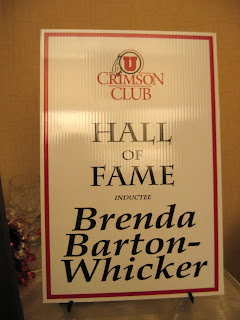 U
CRIMSON
CLUB
HALL
OF
FAME
INDUCTEE
Brenda
Barton-
Whicker